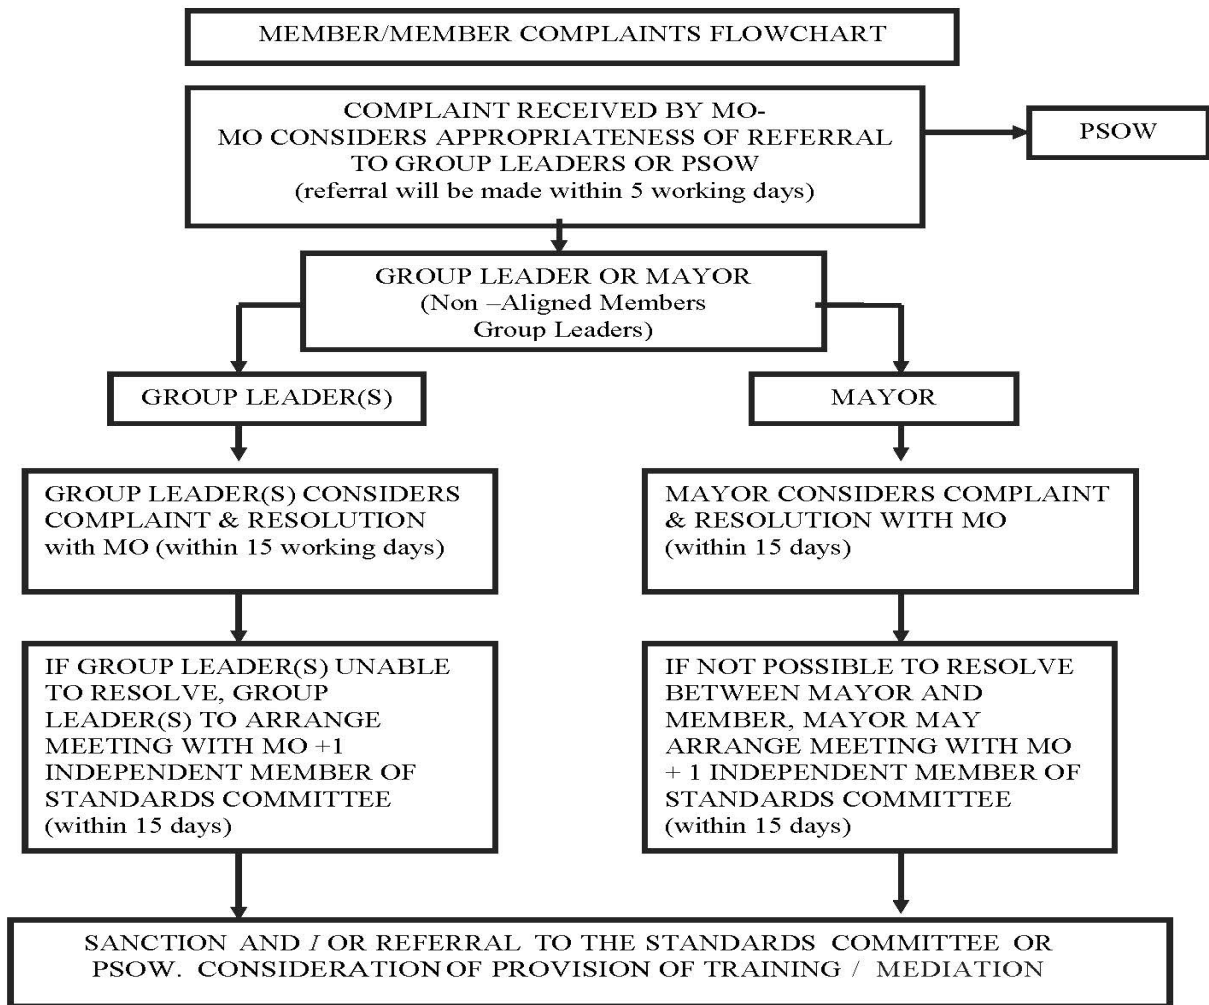 MEMBER/MEMBER COMPLAINTS FLOWCHART
COMPLAINT RECEIVED BY MO-
MO CONSIDERS APPROPRIATENESS OF REFERRAL
TO GROUP LEADERS OR PSOW
(referral will be made within 5 working days)
PSOW
GROUP LEADER OR MAYOR
(Non –Aligned Members
Group Leaders)
GROUP LEADER(S)
MAYOR
GROUP LEADER(S) CONSIDERS
COMPLAINT & RESOLUTION
with MO (within 15 working days)
MAYOR CONSIDERS COMPLAINT
& RESOLUTION WITH MO
(within 15 days)
IF GROUP LEADER(S) UNABLE
TO RESOLVE, GROUP
LEADER(S) TO ARRANGE
MEETING WITH MO +1
INDEPENDENT MEMBER OF
STANDARDS COMMITTEE
(within 15 days)
IF NOT POSSIBLE TO RESOLVE
BETWEEN MAYOR AND
MEMBER, MAYOR MAY
ARRANGE MEETING WITH MO
+ 1 INDEPENDENT MEMBER OF
STANDARDS COMMITTEE
(within 15 days)
SANCTION AND I OR REFERRAL TO THE STANDARDS COMMITTEE OR
PSOW. CONSIDERATION OF PROVISION OF TRAINING / MEDIATION